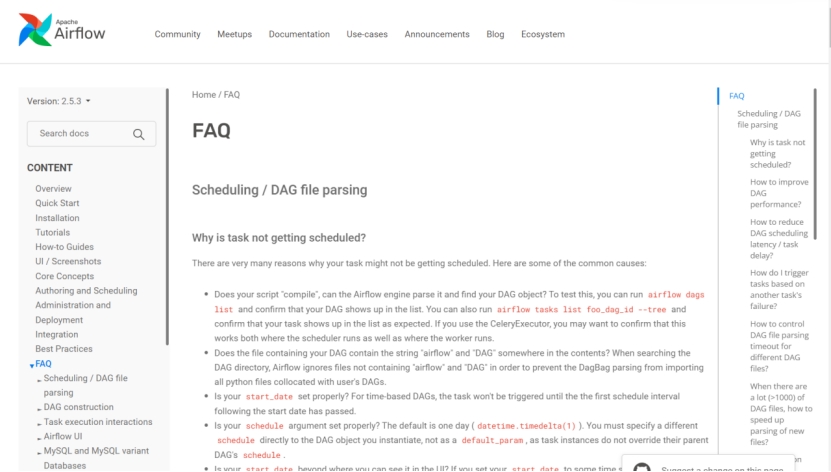 Apache
Airflow
Community Meetups Documentation Use-cases Announcements Blog Ecosystem
Version: 2.5.3
Search docs
CONTENT
Overview
Quick Start
Installation
Tutorials
How-to Guides
UI / Screenshots
Core Concepts
Authoring and Scheduling
Administration and
Deployment
Integration
Best Practices
FAQ
Scheduling / DAG file
parsing
DAG construction
Task execution interactions
Airflow UI
MySQL and MySQL variant
Databases
Home / FAQ
FAQ
Scheduling / DAG file parsing
Why is task not getting scheduled?
There are very many reasons why your task might not be getting scheduled. Here are some of the common causes:
Does your script "compile", can the Airflow engine parse it and find your DAG object? To test this, you can run airflow dags
list and confirm that your DAG shows up in the list. You can also run airflow tasks list foo_dag_id --tree and
confirm that your task shows up in the list as expected. If you use the CeleryExecutor, you may want to confirm that this
works both where the scheduler runs as well as where the worker runs.
Does the file containing your DAG contain the string "airflow" and "DAG" somewhere in the contents? When searching the
DAG directory, Airflow ignores files not containing "airflow" and "DAG" in order to prevent the DagBag parsing from importing
all python files collocated with user's DAGs.
Is your start_date set properly? For time-based DAGs, the task won't be triggered until the the first schedule interval
following the start date has passed.
Is your schedule argument set properly? The default is one day ( datetime.timedelta(1) ). You must specify a different
schedule directly to the DAG object you instantiate, not as a default_param , as task instances do not override their parent
DAG's schedule .
Is your start_date beyond where you can see it in the UI? If you set your start_date to some time
FAQ
Scheduling / DAG
file parsing
Why is task not
getting
scheduled?
How to improve
DAG
performance?
How to reduce
DAG scheduling
latency / task
delay?
How do I trigger
tasks based on
another task's
failure?
How to control
DAG file parsing
timeout for
different DAG
files?
When there are
a lot (>1000) of
DAG files, how to
speed up
parsing of new
files?
Suggest a change on this page